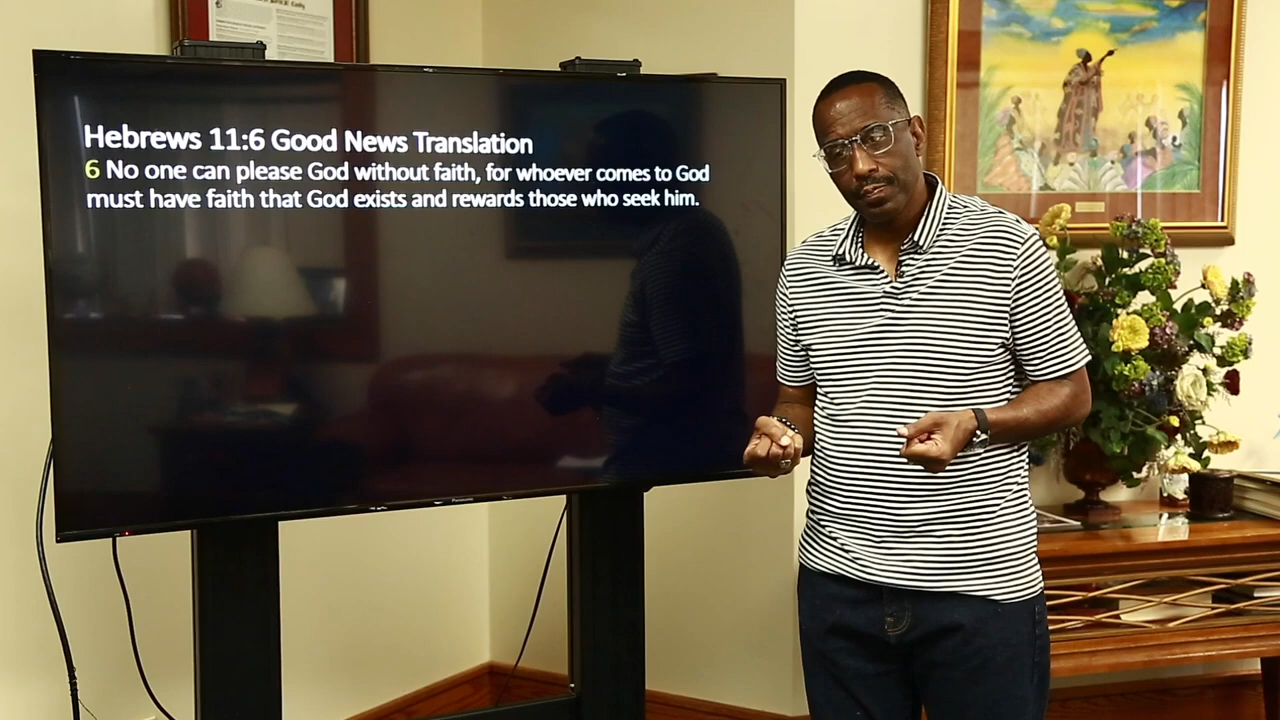 Hebrews 11:6 Good News Translation
6 No one can please God without faith, for whoever comes to God
must have faith that God exists and rewards those who seek him.
Panasonic